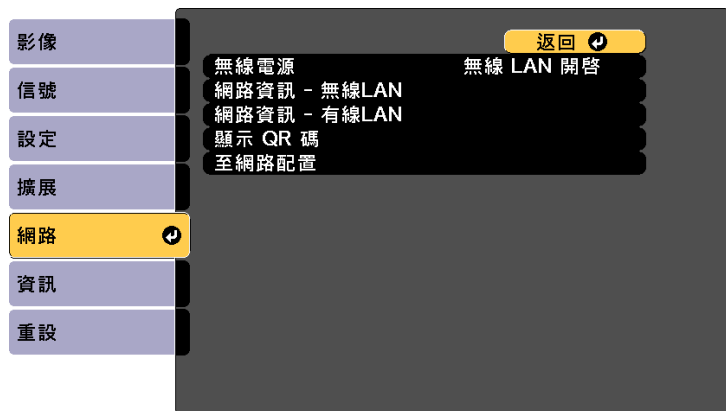 影像
信號
設定
擴展
網路
資訊
重設
返回
無線電源 無線 LAN 開啓
網路資訊 - 無線LAN
網路資訊 - 有線LAN
顯示 QR 碼
至網路配置